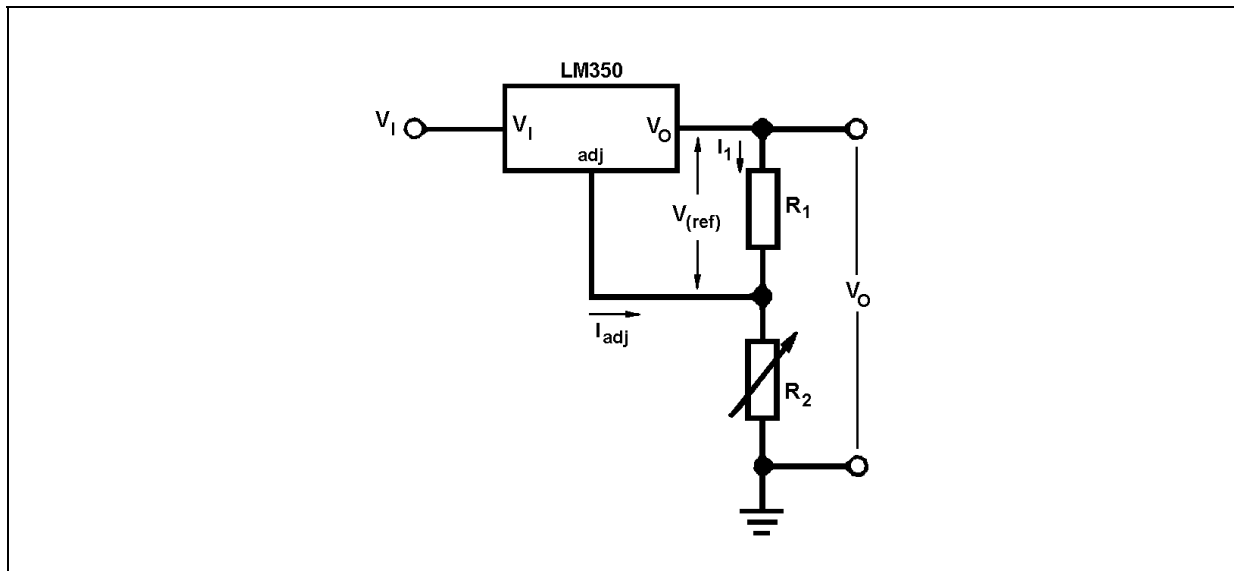 LM350
V_I
V_I
V_O
adj
I_1
V_(ref)
R_1
V_O
I_adj
R_2